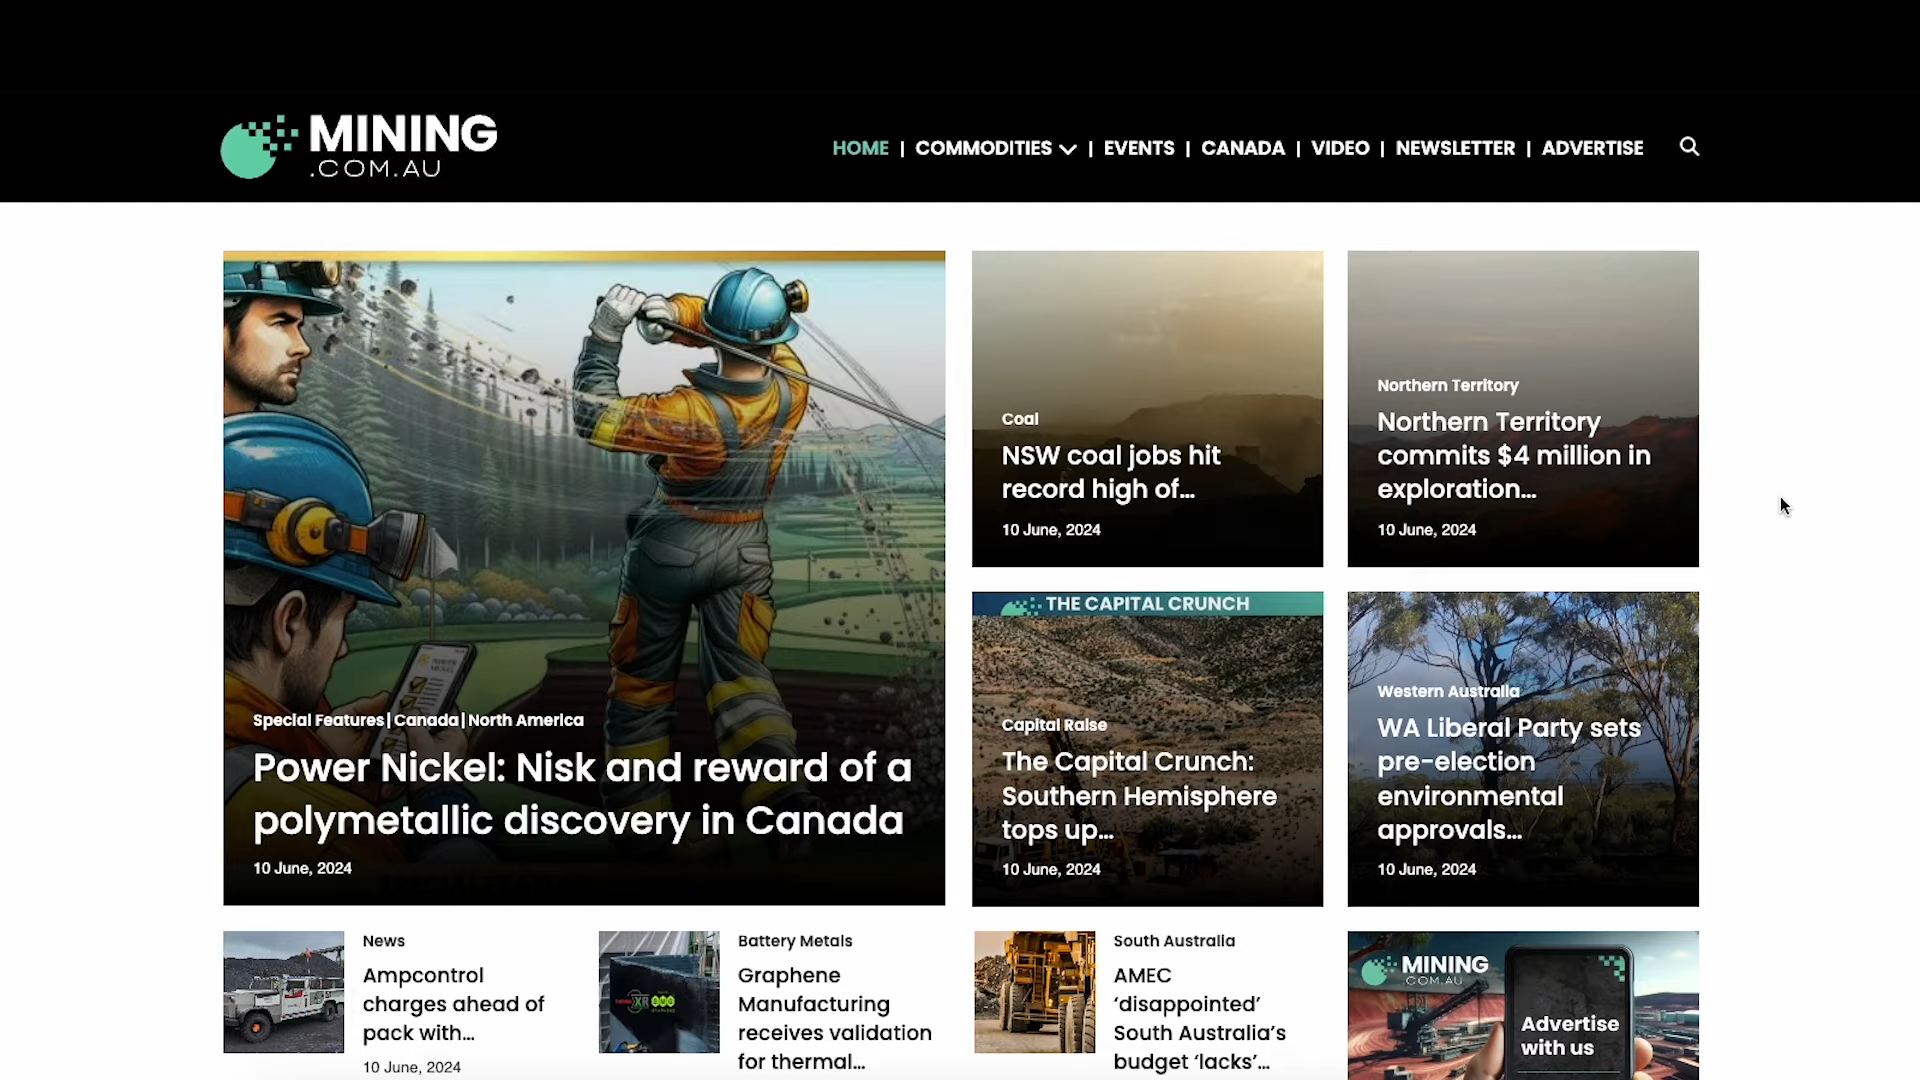 MINING
.COM.AU
HOME | COMMODITIES | EVENTS | CANADA | VIDEO | NEWSLETTER | ADVERTISE
Special Features | Canada | North America
Power Nickel: Nisk and reward of a
polymetallic discovery in Canada
10 June, 2024
Coal
NSW coal jobs hit
record high of...
10 June, 2024
Northern Territory
Northern Territory
commits $4 million in
exploration...
10 June, 2024
THE CAPITAL CRUNCH
Capital Raise
The Capital Crunch:
Southern Hemisphere
tops up...
10 June, 2024
Western Australia
WA Liberal Party sets
pre-election
environmental
approvals...
10 June, 2024
News
Ampcontrol
charges ahead of
pack with...
10 June, 2024
Battery Metals
Graphene
Manufacturing
receives validation
for thermal...
South Australia
AMEC
‘disappointed’
South Australia’s
budget ‘lacks’...
MINING
.COM.AU
Advertise
with us